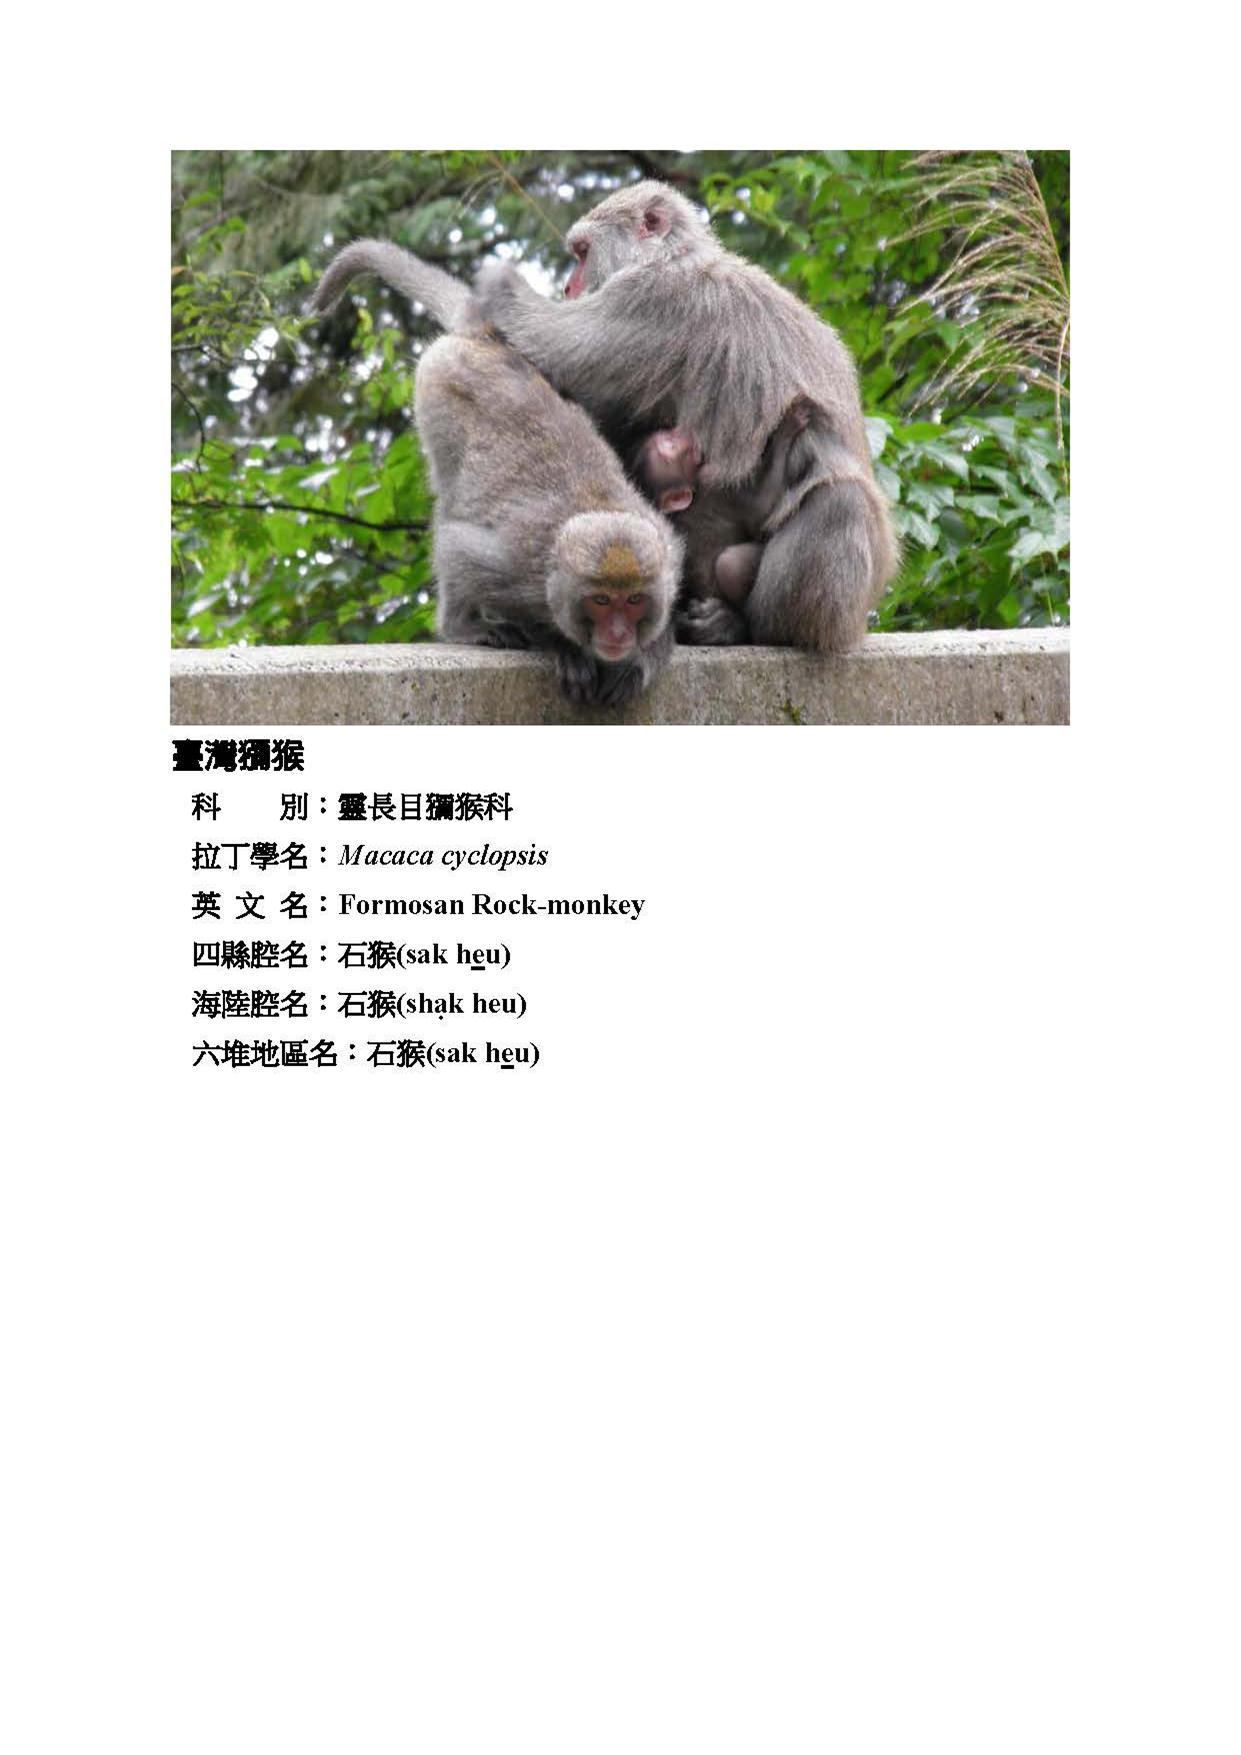 臺灣獼猴
科　　別：靈長目獼猴科
拉丁學名：Macaca cyclopsis
英 文 名：Formosan Rock-monkey
四縣腔名：石猴(sak he̲u)
海陸腔名：石猴(shạk heu)
六堆地區名：石猴(sak he̲u)